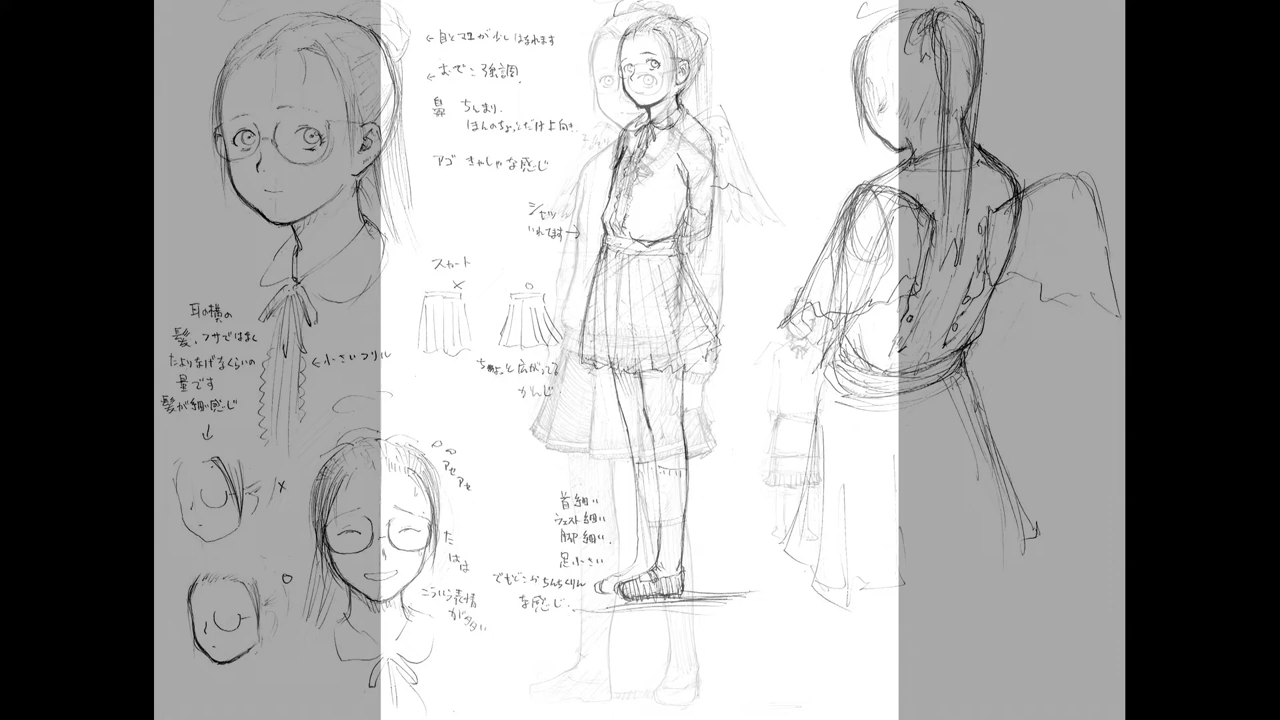 ←目とマユが少しはなれます
←おでこ強調
鼻 ちしまり、
ほんのちょっとだけ上向き
アゴ きゃしゃな感じ
シャツ
いれてます→
スカート
×
○
ちょっと広がってる
かんじ
耳の横の
髪、フサではなく
たよりなげなくらいの
量です
髪が細い感じ
↓
←小さいフリル
×
○
アセ
アセ
た
はは
こういう表情
が多い
首細い
ウエスト細い
脚細い、
足小さい
でもどこかちんちくりん
な感じ.